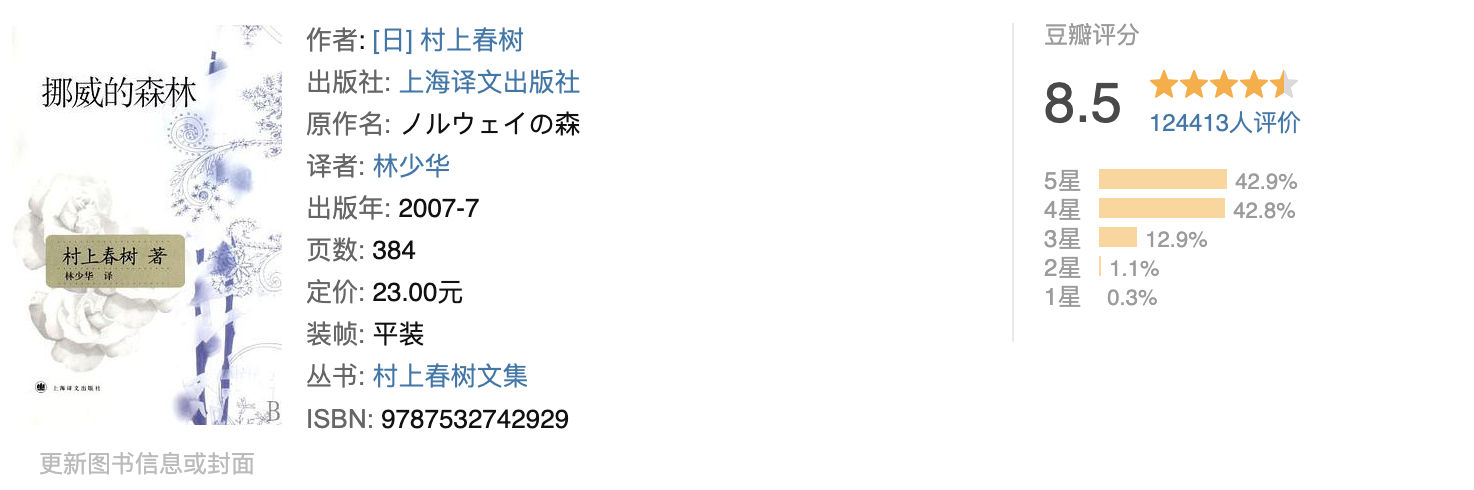 挪威的森林
村上春树 著
林少华 译
上海译文出版社
B
更新图书信息或封面
作者: [日] 村上春树
出版社: 上海译文出版社
原作名: ノルウェイの森
译者: 林少华
出版年: 2007-7
页数: 384
定价: 23.00元
装帧: 平装
丛书: 村上春树文集
ISBN: 9787532742929
豆瓣评分
8.5
124413人评价
5星 42.9%
4星 42.8%
3星 12.9%
2星 1.1%
1星 0.3%